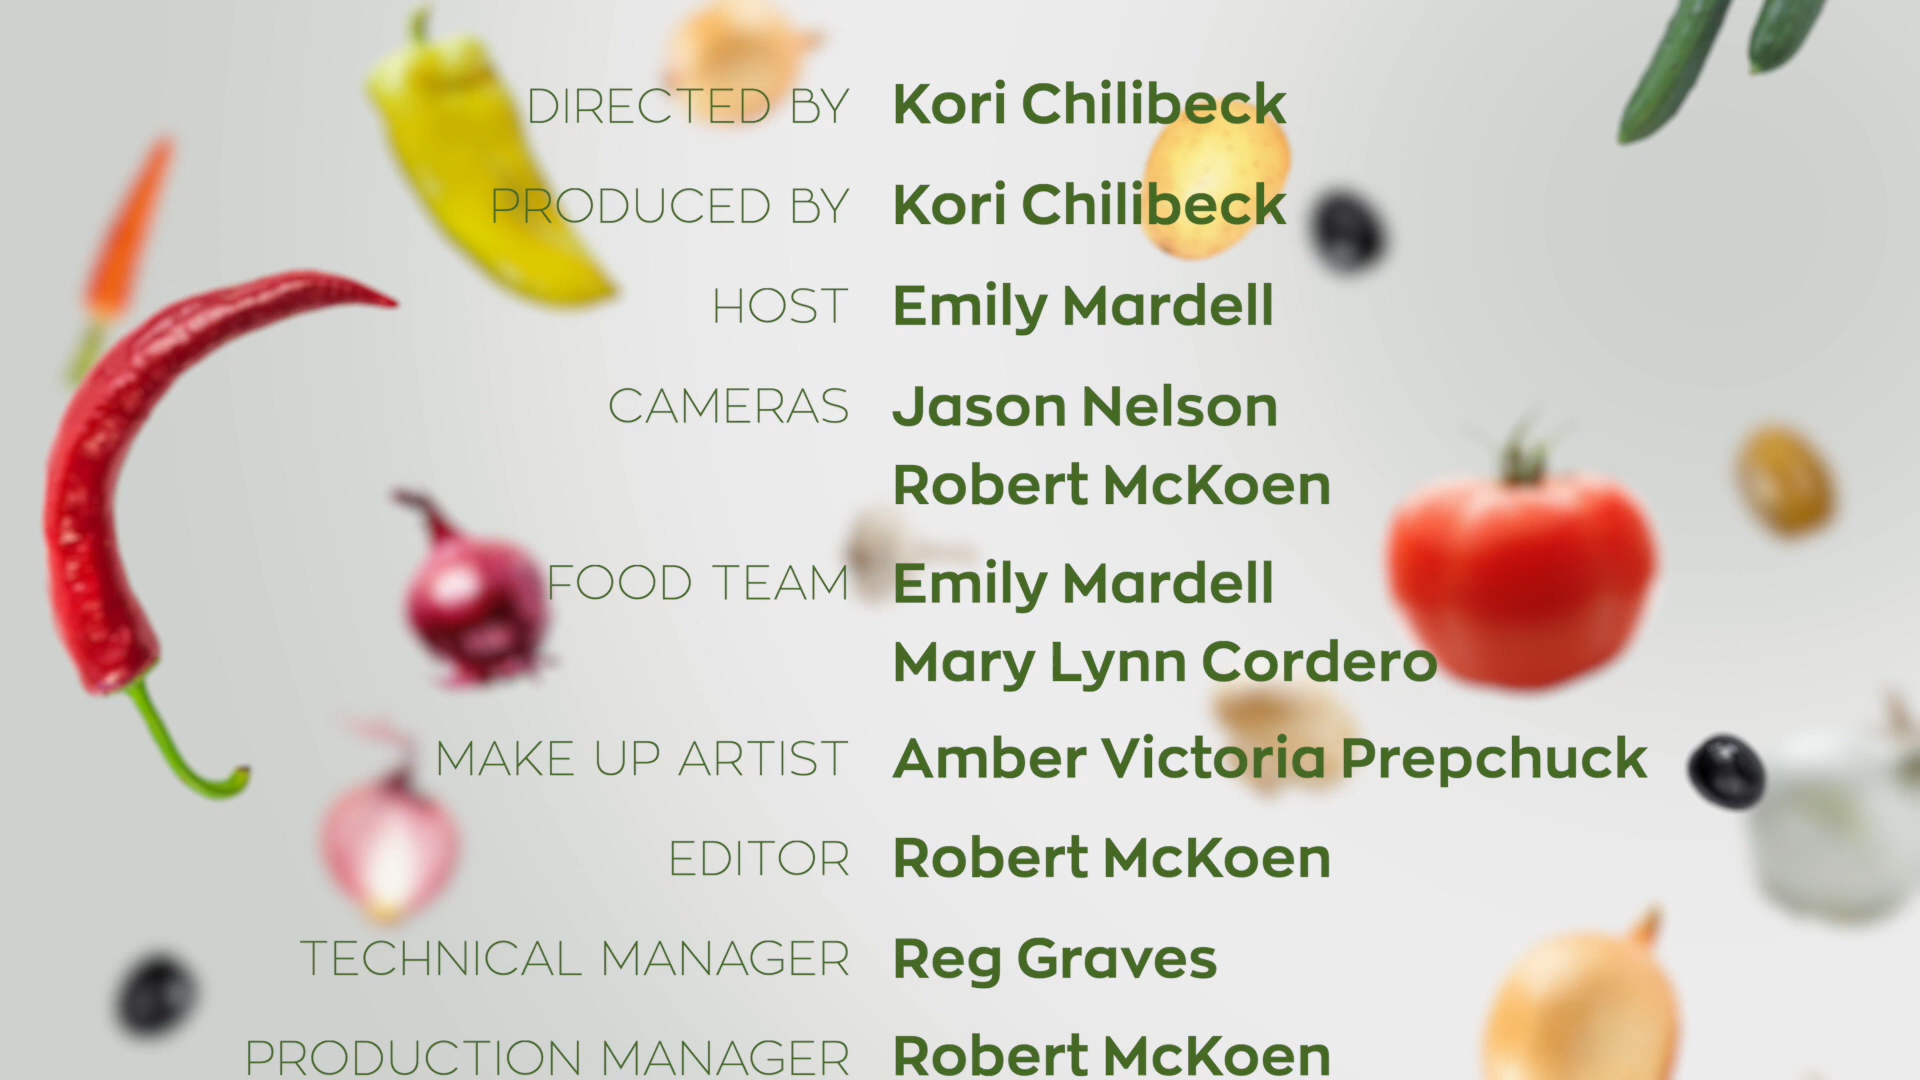 DIRECTED BY Kori Chilibeck
PRODUCED BY Kori Chilibeck
HOST Emily Mardell
CAMERAS Jason Nelson
Robert McKoen
FOOD TEAM Emily Mardell
Mary Lynn Cordero
MAKE UP ARTIST Amber Victoria Prepchuck
EDITOR Robert McKoen
TECHNICAL MANAGER Reg Graves
PRODUCTION MANAGER Robert McKoen